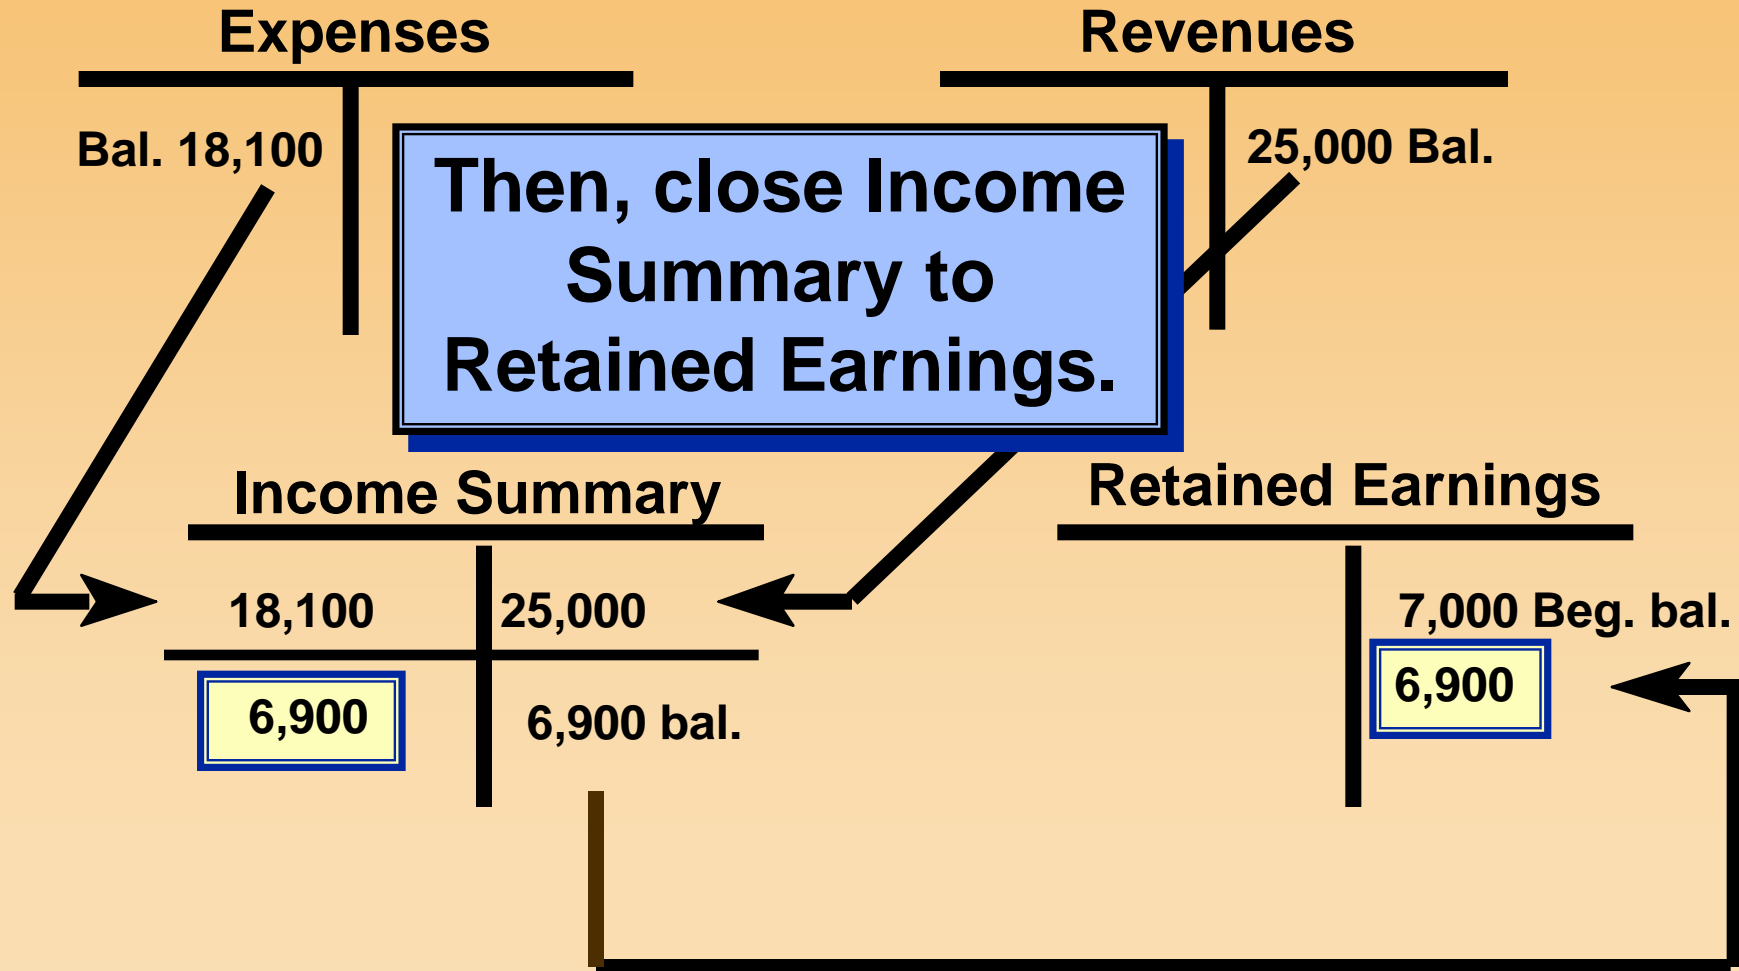 Expenses
Revenues
Bal. 18,100
25,000 Bal.
Then, close Income
Summary to
Retained Earnings.
Income Summary
Retained Earnings
18,100
25,000
7,000 Beg. bal.
6,900
6,900 bal.
6,900